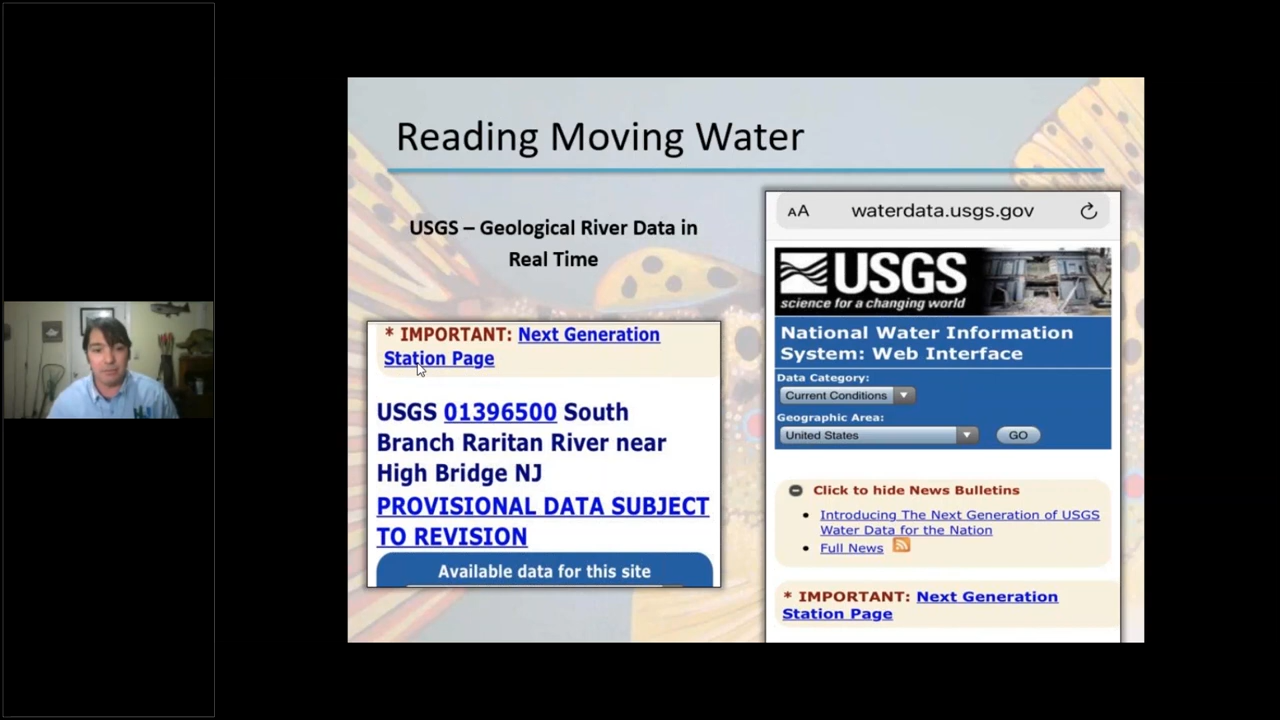 Reading Moving Water
USGS – Geological River Data in
Real Time
* IMPORTANT: Next Generation
Station Page
USGS 01396500 South
Branch Raritan River near
High Bridge NJ
PROVISIONAL DATA SUBJECT
TO REVISION
Available data for this site
AA waterdata.usgs.gov
USGS
science for a changing world
National Water Information
System: Web Interface
Data Category:
Current Conditions
Geographic Area:
United States GO
Click to hide News Bulletins
• Introducing The Next Generation of USGS
Water Data for the Nation
• Full News
* IMPORTANT: Next Generation
Station Page